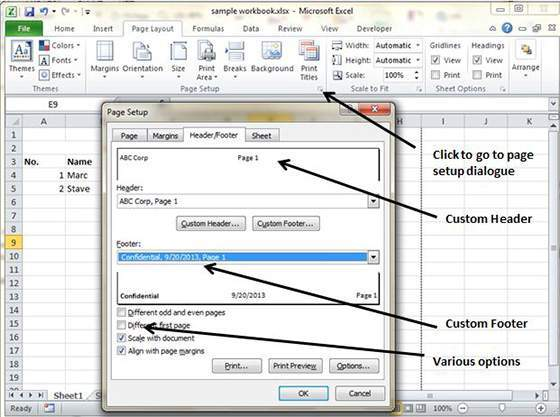 sample workbook.xlsx - Microsoft Excel
File Home Insert Page Layout Formulas Data Review View Developer
Themes Colors Fonts Effects
Margins Orientation Size Print Area Breaks Background Print Titles
Width: Automatic
Height: Automatic
Scale: 100%
Gridlines Headings
View View
Print Print
Arrange
Themes Page Setup Scale to Fit Sheet Options
E9
Page Setup
Page Margins Header/Footer Sheet
ABC Corp Page 1
Header:
ABC Corp, Page 1
Custom Header... Custom Footer...
Footer:
Confidential, 9/20/2013, Page 1
Confidential 9/20/2013 Page 1
Different odd and even pages
Different first page
Scale with document
Align with page margins
Print... Print Preview Options...
OK Cancel
A B I J K
1
2
3 No. Name
4 1 Marc
5 2 Stave
6
7
8
9
10
11
12
13
14
15
16
17
18
19
Click to go to page
setup dialogue
Custom Header
Custom Footer
Various options
Sheet1
100%